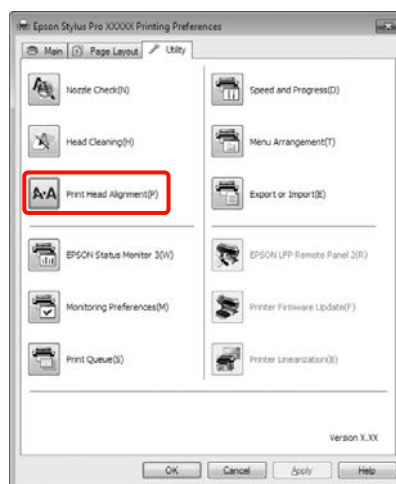 Epson Stylus Pro XXXXX Printing Preferences
Main Page Layout Utility
Nozzle Check(N)
Speed and Progress(D)
Head Cleaning(H)
Menu Arrangement(T)
A·A Print Head Alignment(P)
Export or Import(E)
EPSON Status Monitor 3(W)
EPSON LFP Remote Panel 2(R)
Monitoring Preferences(M)
Printer Firmware Update(F)
Print Queue(S)
Printer Linearization(B)
Version X.XX
OK Cancel Apply Help